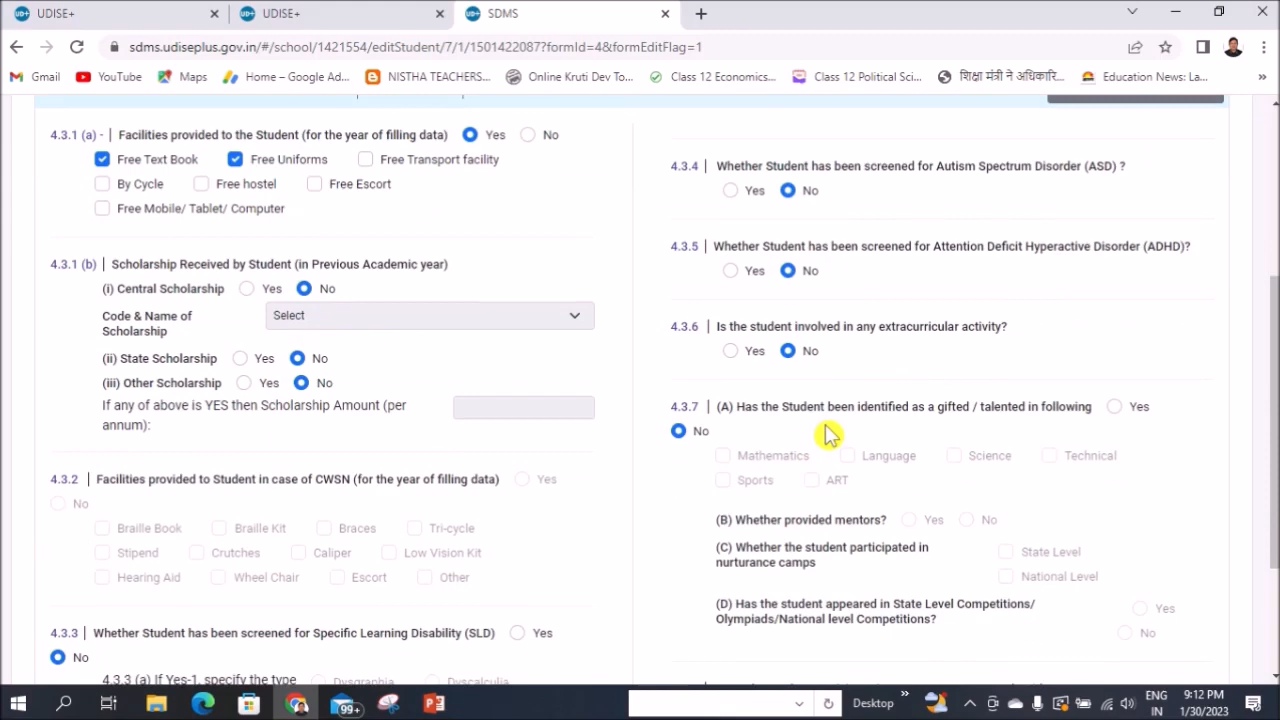 UDISE+
UDISE+
SDMS
sdms.udiseplus.gov.in/#/school/1421554/editStudent/7/1/1501422087?formId=4&formEditFlag=1
Gmail
YouTube
Maps
Home – Google Ad...
NISTHA TEACHERS...
Online Kruti Dev To...
Class 12 Economics...
Class 12 Political Sci...
शिक्षा मंत्री ने अधिकारि...
Education News: La...
»
4.3.1 (a) - | Facilities provided to the Student (for the year of filling data) Yes No
Free Text Book Free Uniforms Free Transport facility
By Cycle Free hostel Free Escort
Free Mobile/ Tablet/ Computer
4.3.1 (b) | Scholarship Received by Student (in Previous Academic year)
(i) Central Scholarship Yes No
Code & Name of
Scholarship
Select
(ii) State Scholarship Yes No
(iii) Other Scholarship Yes No
If any of above is YES then Scholarship Amount (per
annum):
4.3.2 | Facilities provided to Student in case of CWSN (for the year of filling data) Yes
No
Braille Book Braille Kit Braces Tri-cycle
Stipend Crutches Caliper Low Vision Kit
Hearing Aid Wheel Chair Escort Other
4.3.3 | Whether Student has been screened for Specific Learning Disability (SLD) Yes
No
4.3.3 (a) If Yes-1, specify the type Dysgraphia Dyscalculia
4.3.4 | Whether Student has been screened for Autism Spectrum Disorder (ASD) ?
Yes No
4.3.5 | Whether Student has been screened for Attention Deficit Hyperactive Disorder (ADHD)?
Yes No
4.3.6 | Is the student involved in any extracurricular activity?
Yes No
4.3.7 | (A) Has the Student been identified as a gifted / talented in following Yes
No
Mathematics Language Science Technical
Sports ART
(B) Whether provided mentors? Yes No
(C) Whether the student participated in
nurturance camps
State Level
National Level
(D) Has the student appeared in State Level Competitions/
Olympiads/National level Competitions?
Yes
No
99+
Desktop
»
ENG
IN
9:12 PM
1/30/2023